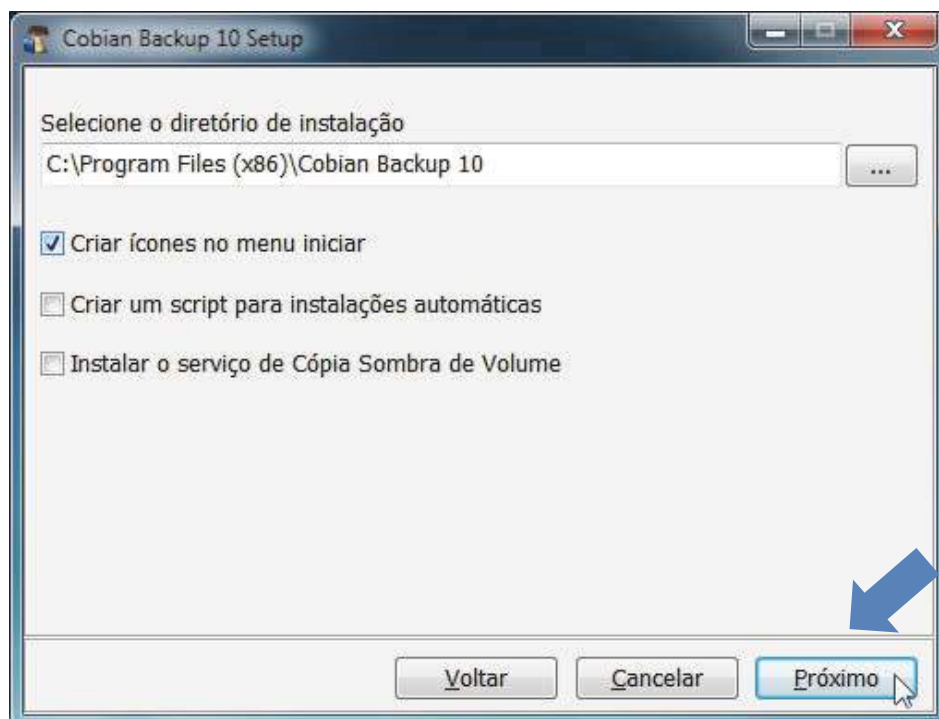 Cobian Backup 10 Setup
Selecione o diretório de instalação
C:\Program Files (x86)\Cobian Backup 10
...
Criar ícones no menu iniciar
Criar um script para instalações automáticas
Instalar o serviço de Cópia Sombra de Volume
Voltar Cancelar Próximo